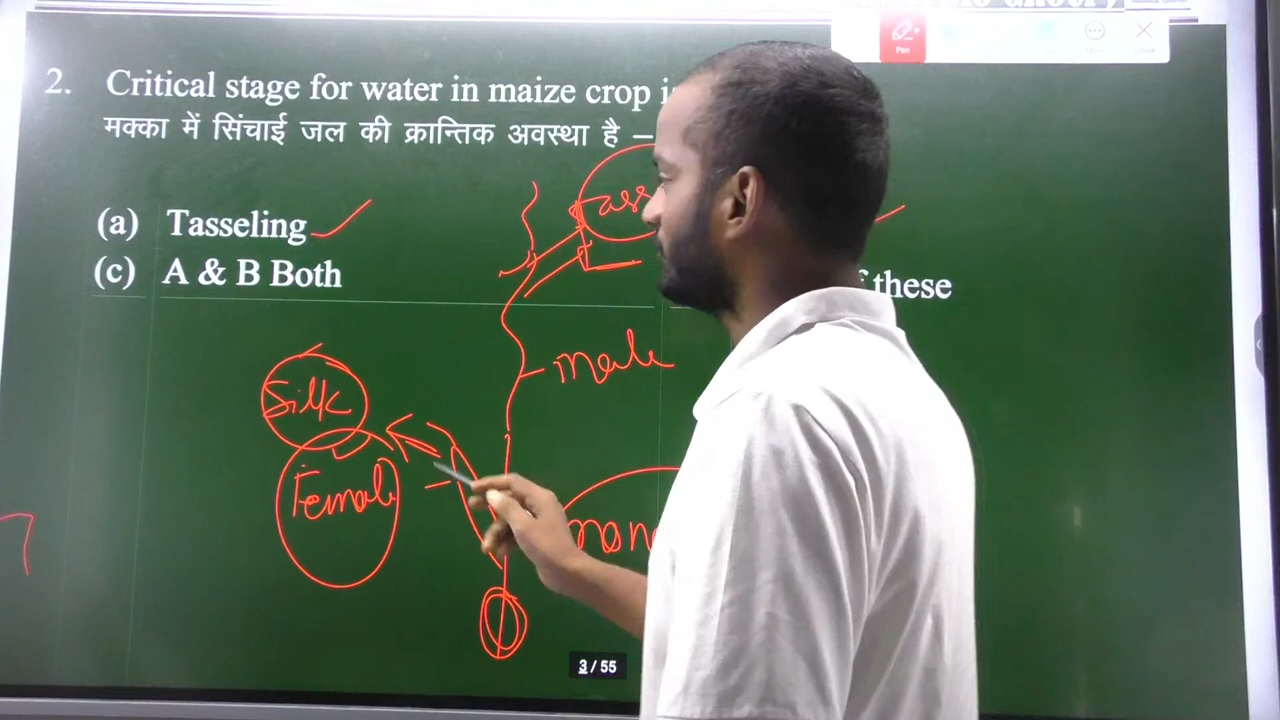 Pen
2. Critical stage for water in maize crop
मक्का में सिंचाई जल की क्रान्तिक अवस्था है –
(a) Tasseling
(c) A & B Both
these
male
Silk
Female
3 / 55